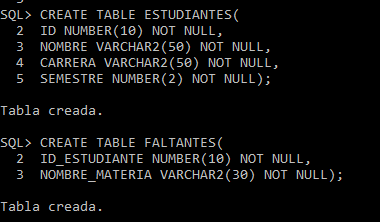 SQL> CREATE TABLE ESTUDIANTES(
  2  ID NUMBER(10) NOT NULL,
  3  NOMBRE VARCHAR2(50) NOT NULL,
  4  CARRERA VARCHAR2(50) NOT NULL,
  5  SEMESTRE NUMBER(2) NOT NULL);
Tabla creada.
SQL> CREATE TABLE FALTANTES(
  2  ID_ESTUDIANTE NUMBER(10) NOT NULL,
  3  NOMBRE_MATERIA VARCHAR2(30) NOT NULL);
Tabla creada.